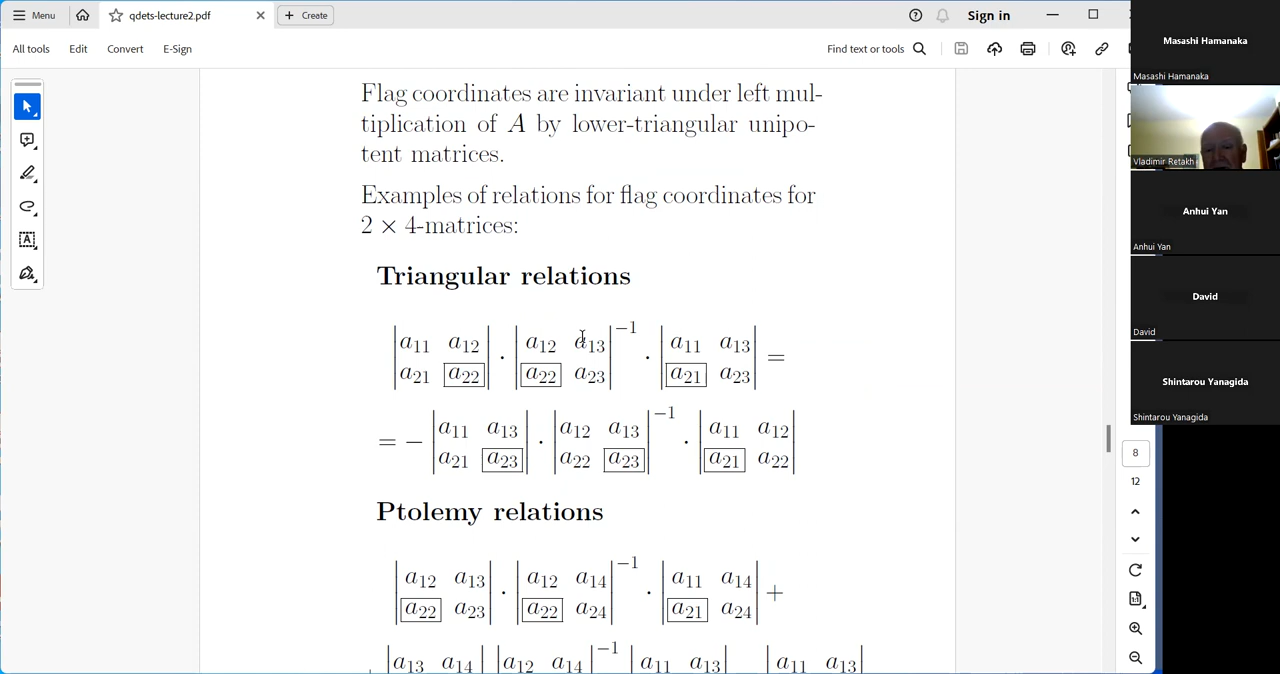 Menu qdets-lecture2.pdf Create Sign in
All tools Edit Convert E-Sign Find text or tools
Flag coordinates are invariant under left mul-
tiplication of A by lower-triangular unipo-
tent matrices.
Examples of relations for flag coordinates for
2 × 4-matrices:
Triangular relations
|a11 a12; a21 [a22]| · |a12 a13; [a22] a23|^−1 · |a11 a13; [a21] a23| =
= − |a11 a13; a21 [a23]| · |a12 a13; a22 [a23]|^−1 · |a11 a12; [a21] a22|
Ptolemy relations
|a12 a13; [a22] a23| · |a12 a14; [a22] a24|^−1 · |a11 a14; [a21] a24| +
|a13 a14 |a12 a14 −1 |a11 a13 |a11 a13
8
12
Masashi Hamanaka
Masashi Hamanaka
Vladimir Retakh
Anhui Yan
Anhui Yan
David
David
Shintarou Yanagida
Shintarou Yanagida